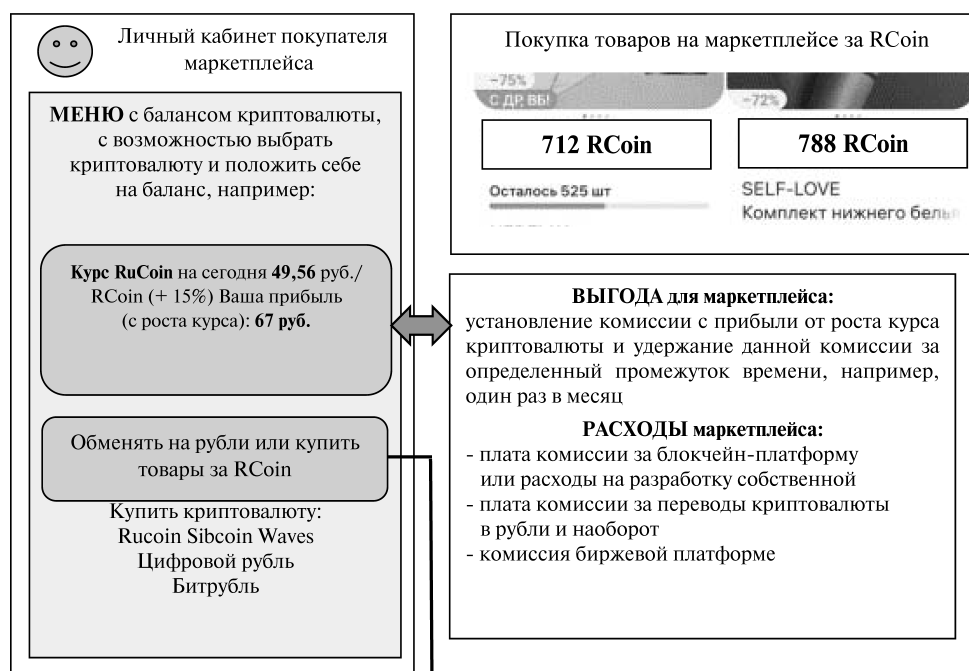 Личный кабинет покупателя
маркетплейса
МЕНЮ с балансом криптовалюты,
с возможностью выбрать
криптовалюту и положить себе
на баланс, например:
Курс RuCoin на сегодня 49,56 руб./
RCoin (+ 15%) Ваша прибыль
(с роста курса): 67 руб.
Обменять на рубли или купить
товары за RCoin
Купить криптовалюту:
Rucoin Sibcoin Waves
Цифровой рубль
Битрубль
Покупка товаров на маркетплейсе за RCoin
-75%
С ДР, ВБ!
712 RCoin
Осталось 525 шт
-72%
788 RCoin
SELF-LOVE
Комплект нижнего белья
ВЫГОДА для маркетплейса:
установление комиссии с прибыли от роста курса
криптовалюты и удержание данной комиссии за
определенный промежуток времени, например,
один раз в месяц
РАСХОДЫ маркетплейса:
- плата комиссии за блокчейн-платформу
или расходы на разработку собственной
- плата комиссии за переводы криптовалюты
в рубли и наоборот
- комиссия биржевой платформе